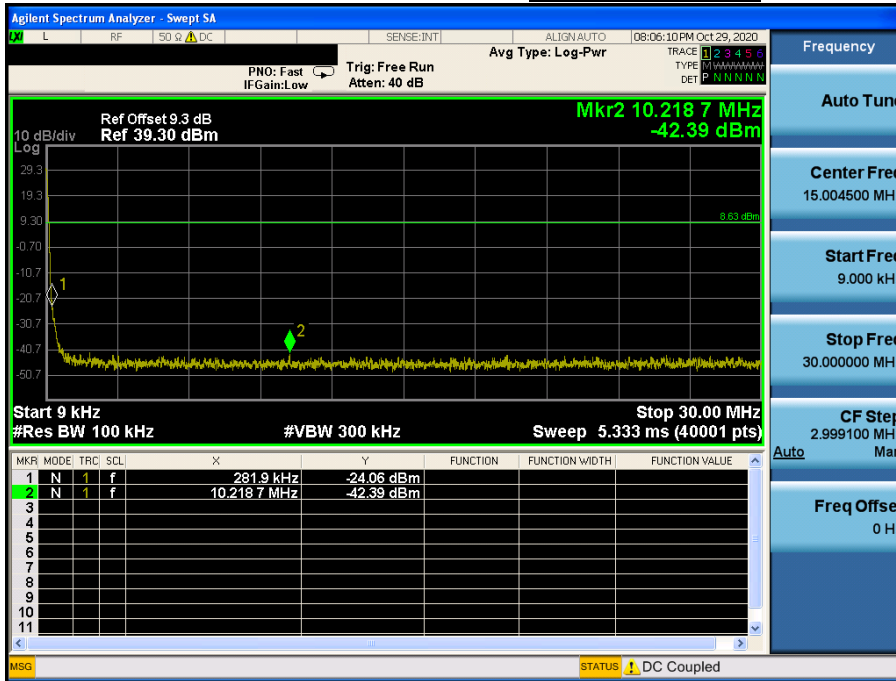 Agilent Spectrum Analyzer - Swept SA
LXI L RF 50 Ω DC SENSE:INT ALIGN AUTO 08:06:10 PM Oct 29, 2020
Avg Type: Log-Pwr TRACE 1 2 3 4 5 6
PNO: Fast Trig: Free Run TYPE M WWWWW
IFGain:Low Atten: 40 dB DET P N N N N N
Mkr2 10.218 7 MHz
Ref Offset 9.3 dB
10 dB/div Ref 39.30 dBm -42.39 dBm
Log
29.3
19.3
9.30
8.63 dBm
-0.70
-10.7
1
-20.7
-30.7
2
-40.7
-50.7
Start 9 kHz Stop 30.00 MHz
#Res BW 100 kHz #VBW 300 kHz Sweep 5.333 ms (40001 pts)
MKR MODE TRC SCL X Y FUNCTION FUNCTION WIDTH FUNCTION VALUE
1 N 1 f 281.9 kHz -24.06 dBm
2 N 1 f 10.218 7 MHz -42.39 dBm
3
4
5
6
7
8
9
10
11
MSG STATUS DC Coupled
Frequency
Auto Tun
Center Fre
15.004500 MH
Start Fre
9.000 kH
Stop Fre
30.000000 MH
CF Step
2.999100 MH
Auto Ma
Freq Offse
0 H